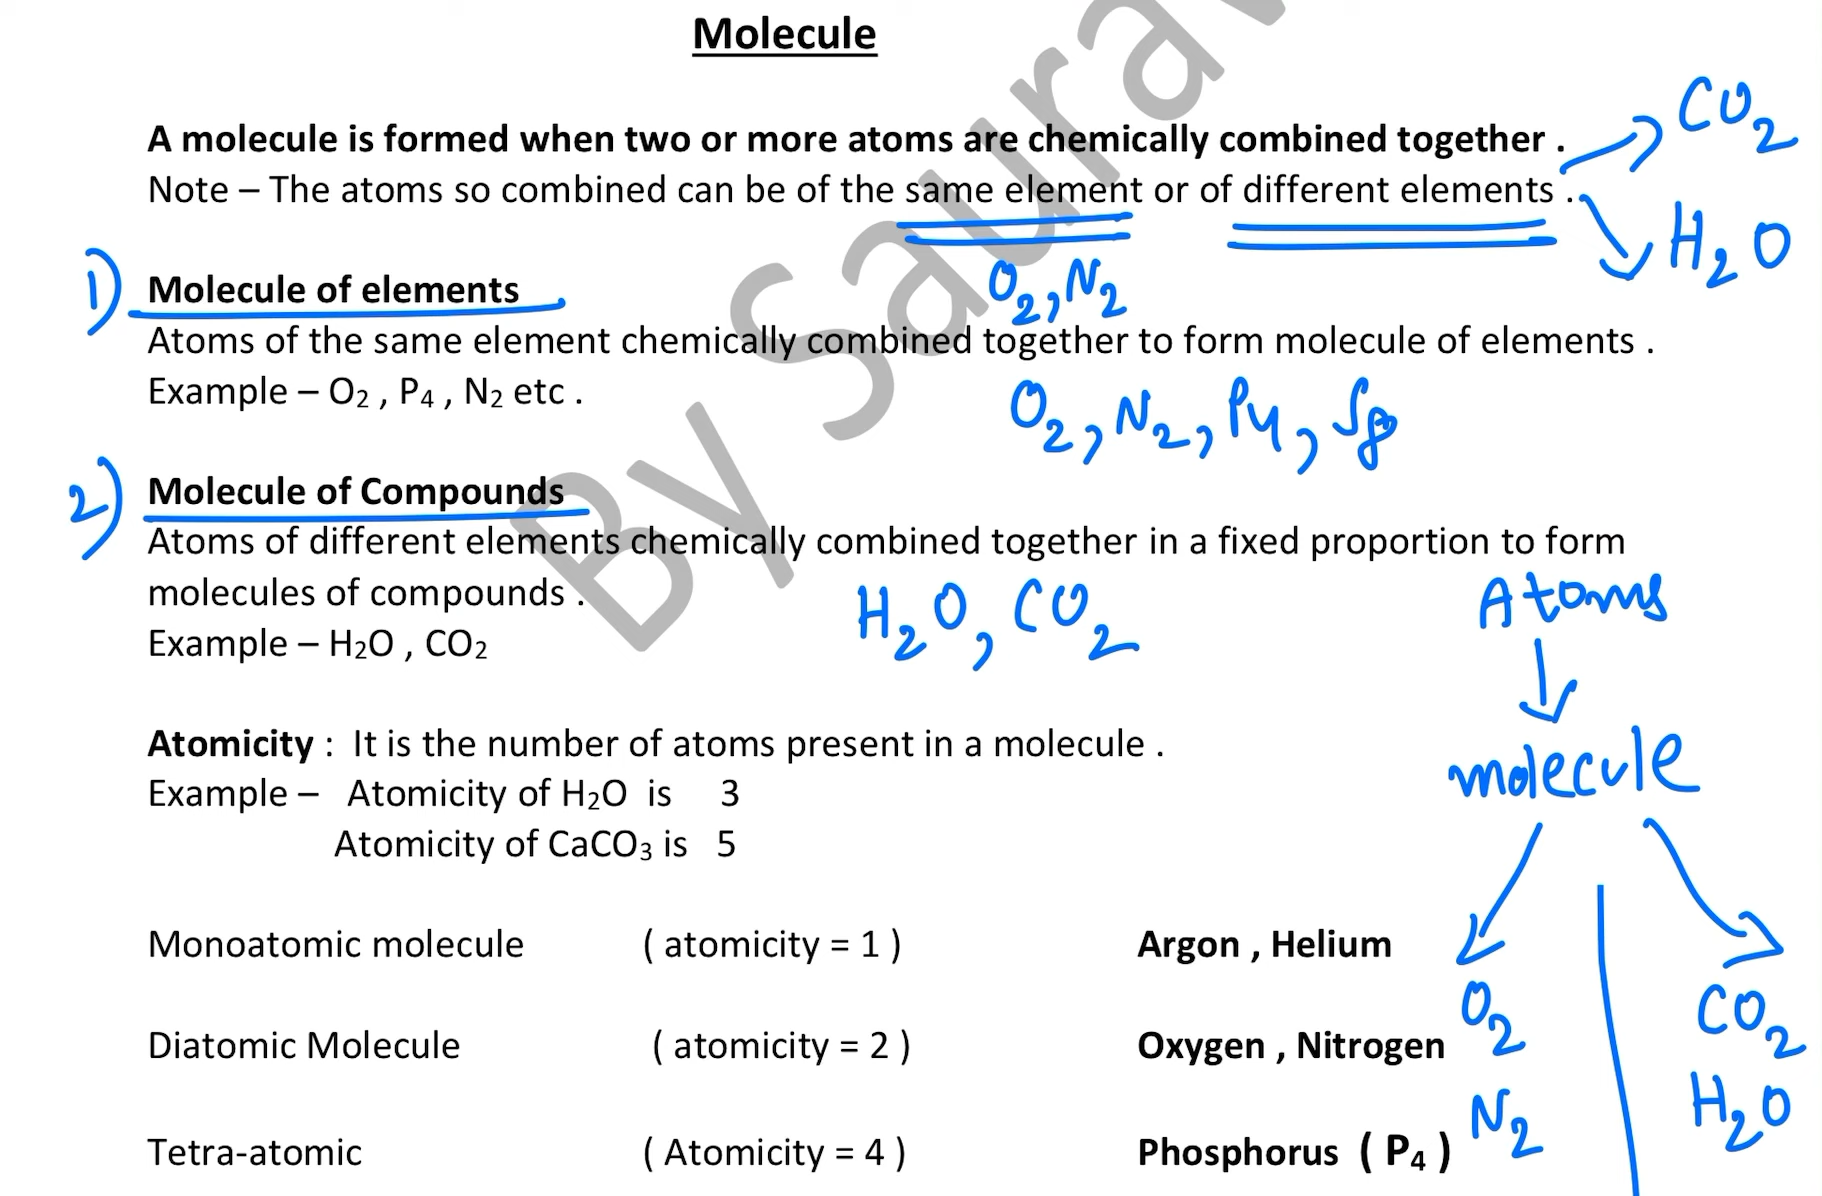 Molecule
A molecule is formed when two or more atoms are chemically combined together .
CO2
Note – The atoms so combined can be of the same element or of different elements .
H2O
O2, N2
1) Molecule of elements
Atoms of the same element chemically combined together to form molecule of elements .
Example – O2 , P4 , N2 etc .
O2, N2, P4, S8
2) Molecule of Compounds
Atoms of different elements chemically combined together in a fixed proportion to form
molecules of compounds .
Example – H2O , CO2
H2O, CO2
Atoms
molecule
Atomicity : It is the number of atoms present in a molecule .
Example – Atomicity of H2O is 3
Atomicity of CaCO3 is 5
Monoatomic molecule ( atomicity = 1 ) Argon , Helium
Diatomic Molecule ( atomicity = 2 ) Oxygen , Nitrogen
Tetra-atomic ( Atomicity = 4 ) Phosphorus ( P4 )
O2
N2
CO2
H2O
By Saurav